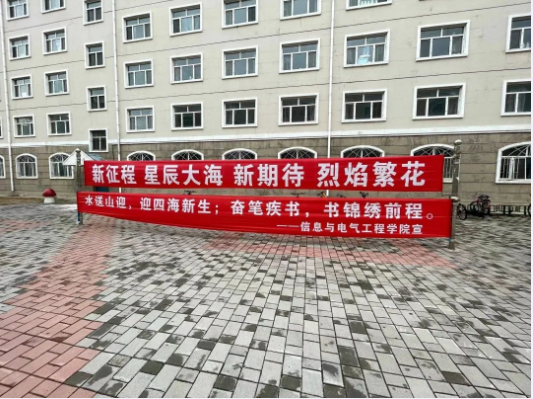 新征程 星辰大海 新期待 烈焰繁花
水送山迎，迎四海新生；奋笔疾书，书锦绣前程。
——信息与电气工程学院宣